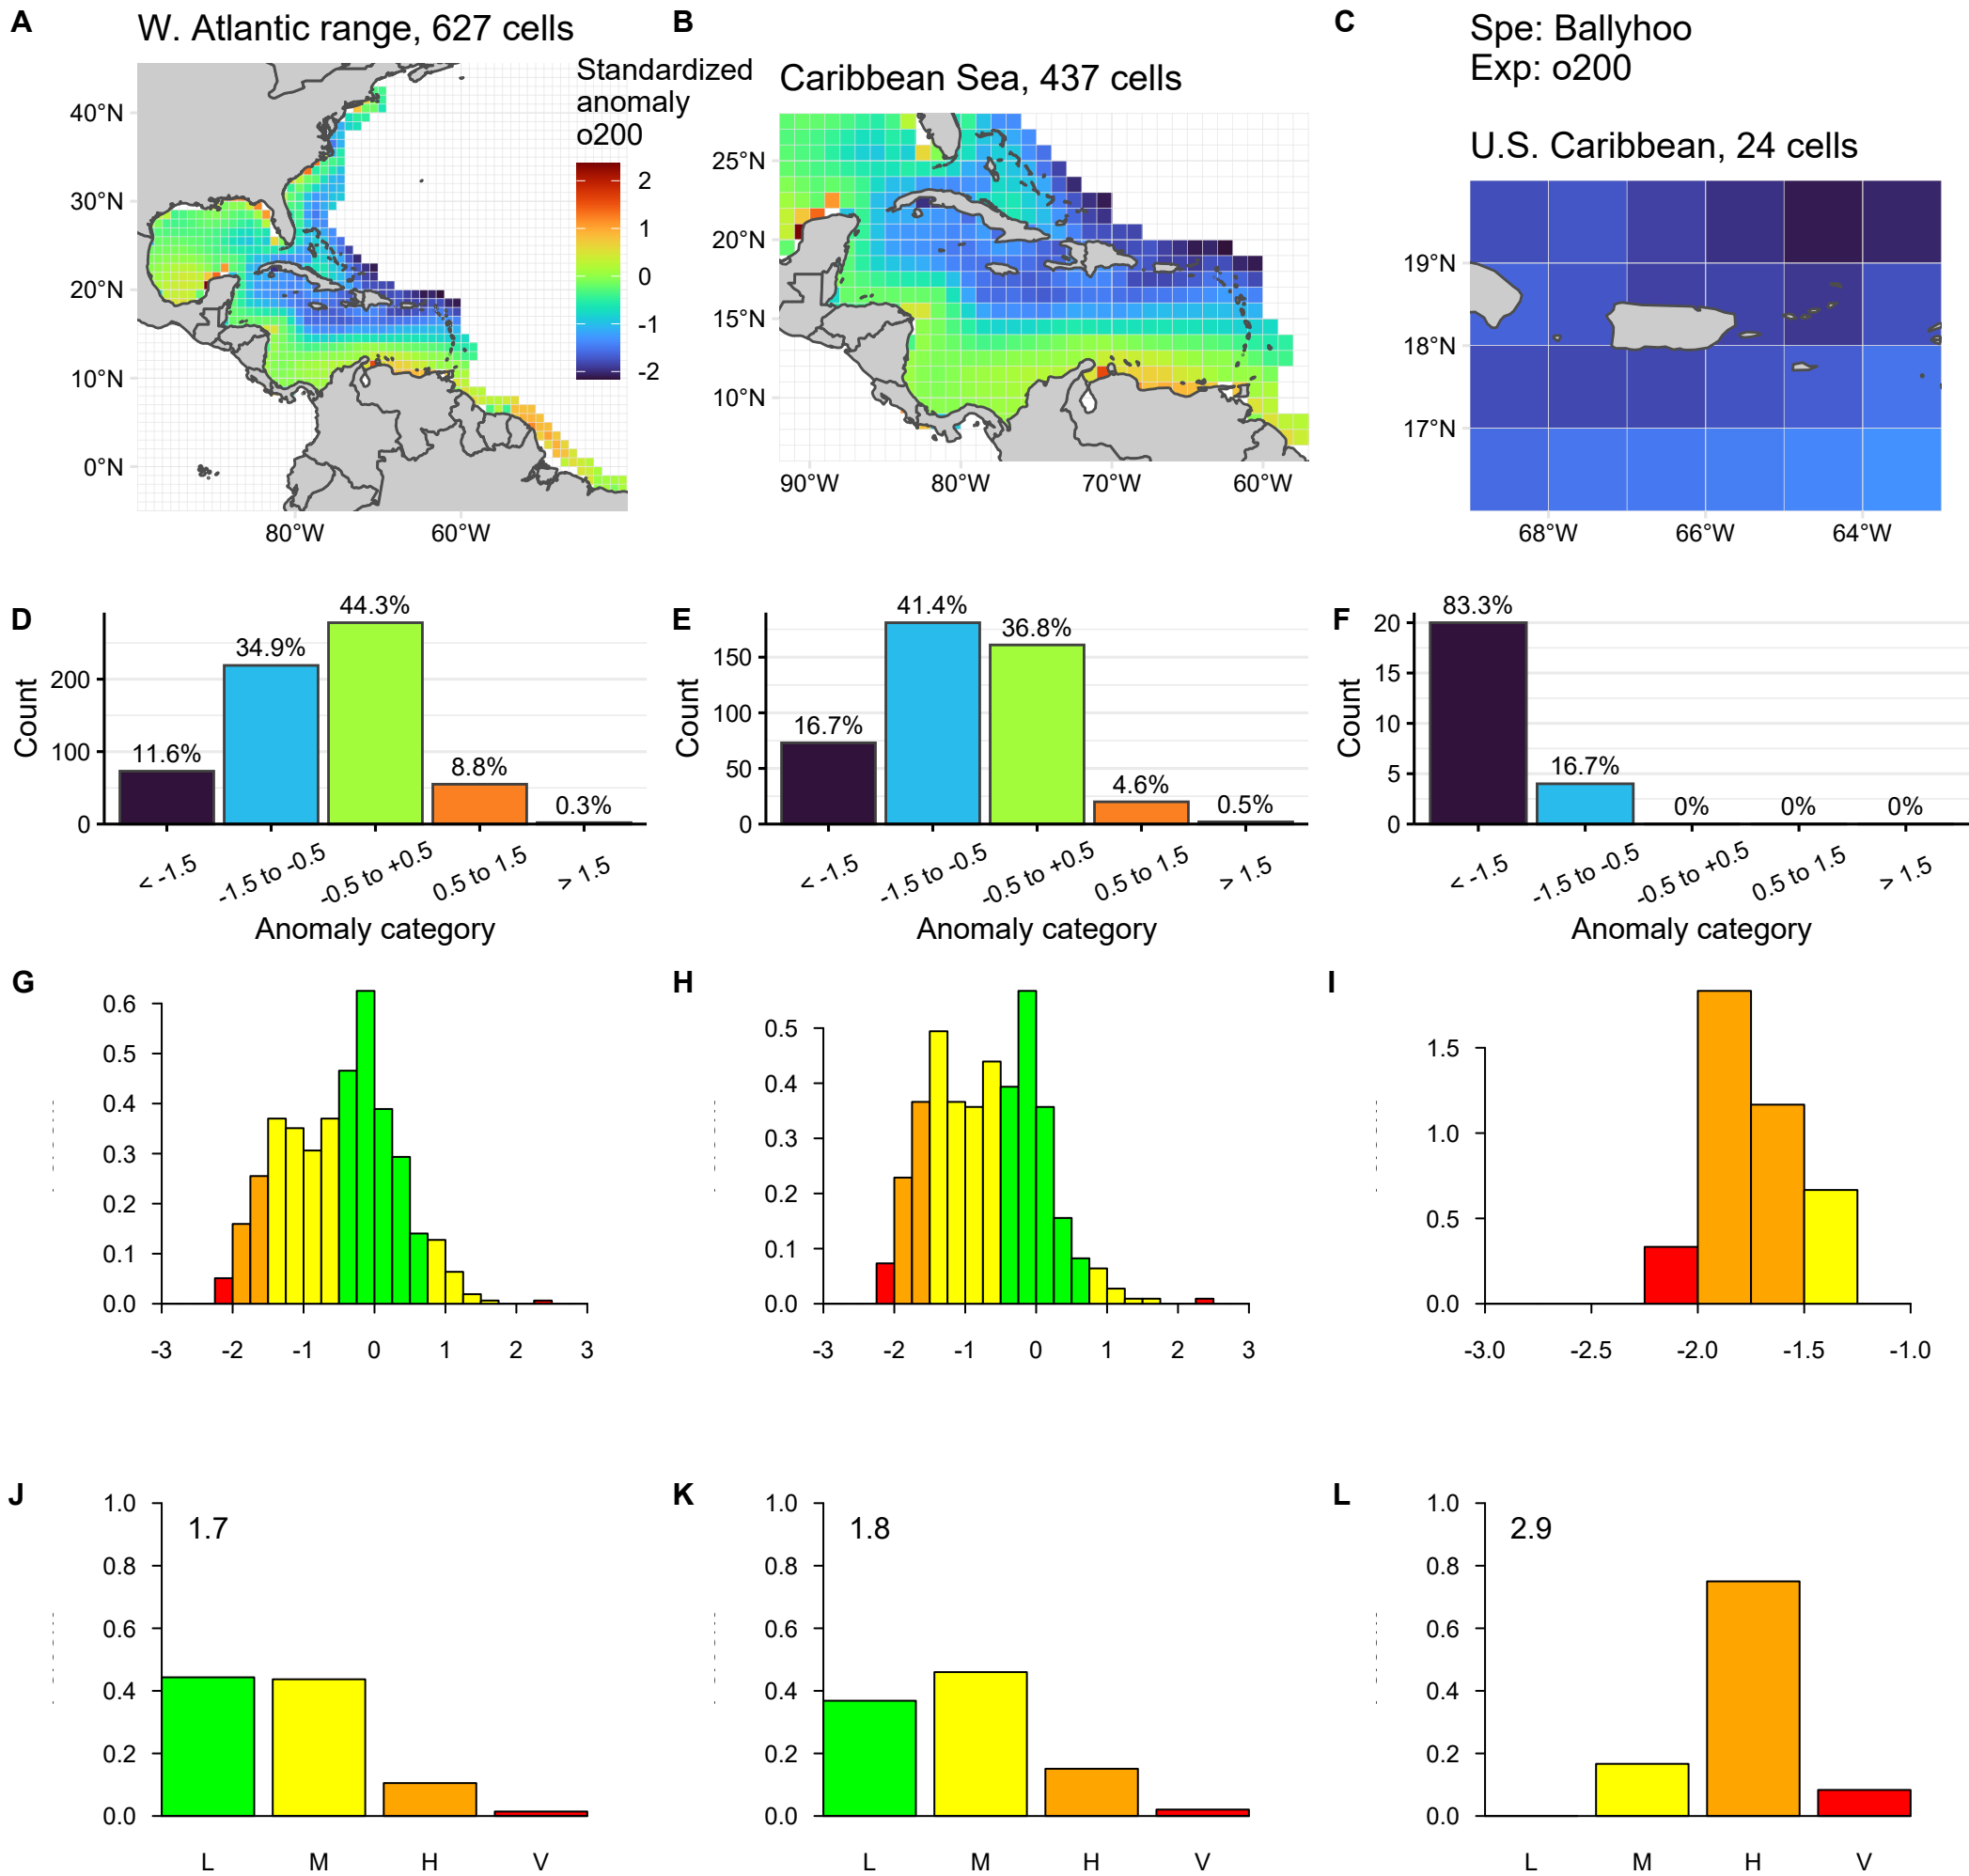 A
W. Atlantic range, 627 cells
Standardized
anomaly
o200
2
1
0
-1
-2
40°N
30°N
20°N
10°N
0°N
80°W
60°W
B
Caribbean Sea, 437 cells
25°N
20°N
15°N
10°N
90°W
80°W
70°W
60°W
C
Spe: Ballyhoo
Exp: o200
U.S. Caribbean, 24 cells
19°N
18°N
17°N
68°W
66°W
64°W
D
Count
200
100
0
11.6%
34.9%
44.3%
8.8%
0.3%
< -1.5
-1.5 to -0.5
-0.5 to +0.5
0.5 to 1.5
> 1.5
Anomaly category
E
Count
150
100
50
0
16.7%
41.4%
36.8%
4.6%
0.5%
< -1.5
-1.5 to -0.5
-0.5 to +0.5
0.5 to 1.5
> 1.5
Anomaly category
F
Count
20
15
10
5
0
83.3%
16.7%
0%
0%
0%
< -1.5
-1.5 to -0.5
-0.5 to +0.5
0.5 to 1.5
> 1.5
Anomaly category
G
0.6
0.5
0.4
0.3
0.2
0.1
0.0
-3
-2
-1
0
1
2
3
H
0.5
0.4
0.3
0.2
0.1
0.0
-3
-2
-1
0
1
2
3
I
1.5
1.0
0.5
0.0
-3.0
-2.5
-2.0
-1.5
-1.0
J
1.0
0.8
0.6
0.4
0.2
0.0
1.7
L
M
H
V
K
1.0
0.8
0.6
0.4
0.2
0.0
1.8
L
M
H
V
L
1.0
0.8
0.6
0.4
0.2
0.0
2.9
L
M
H
V